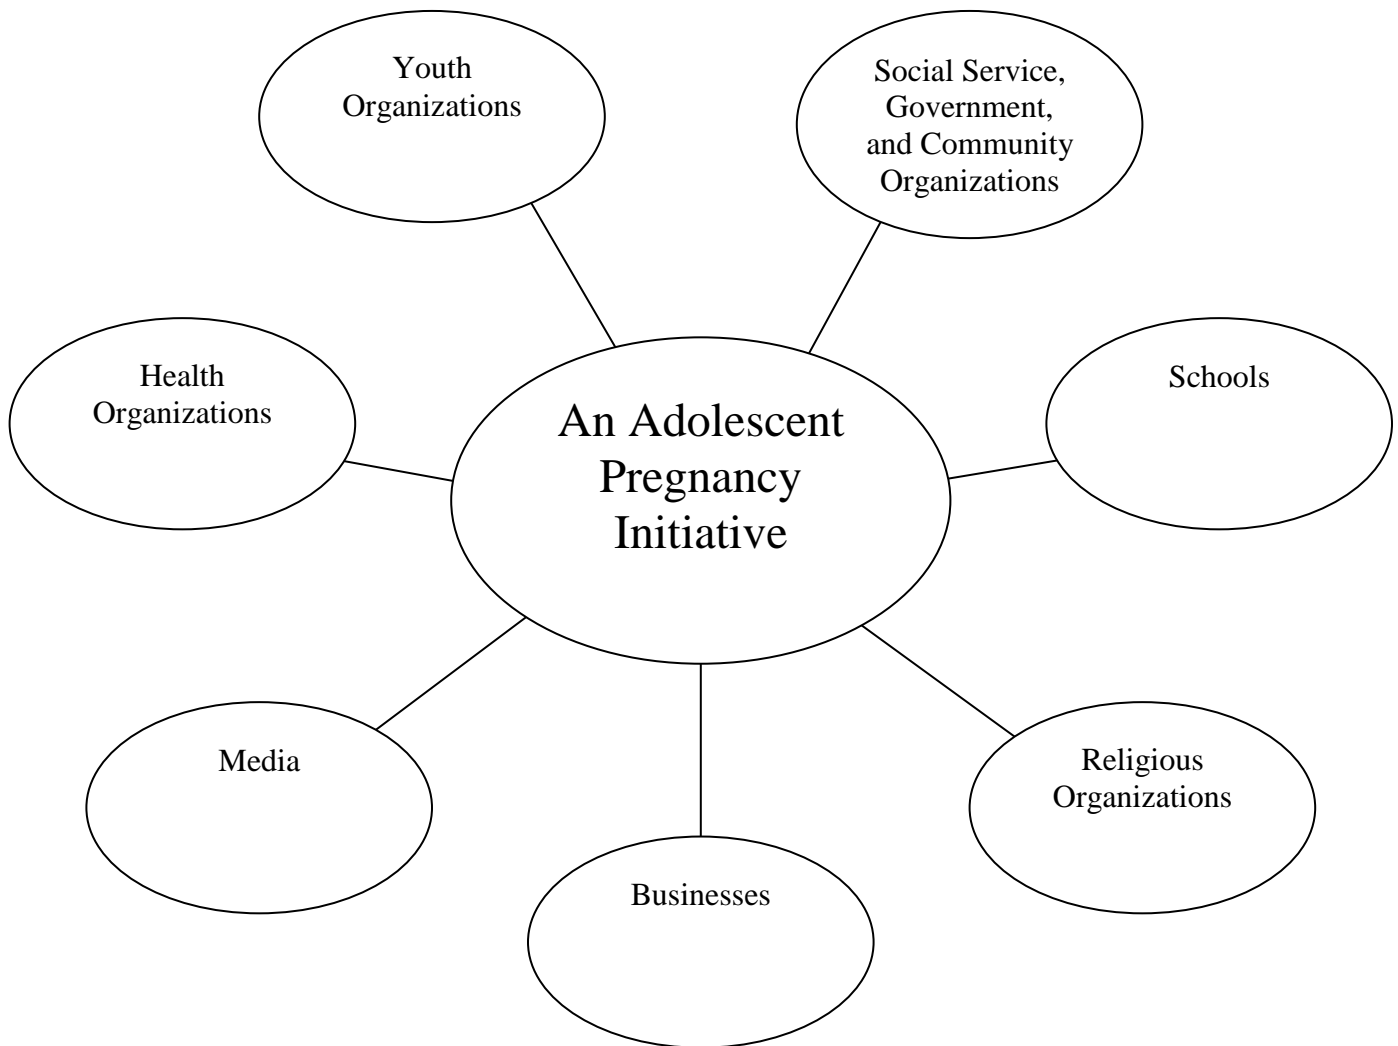 Youth
Organizations
Social Service,
Government,
and Community
Organizations
Health
Organizations
Schools
An Adolescent
Pregnancy
Initiative
Media
Religious
Organizations
Businesses